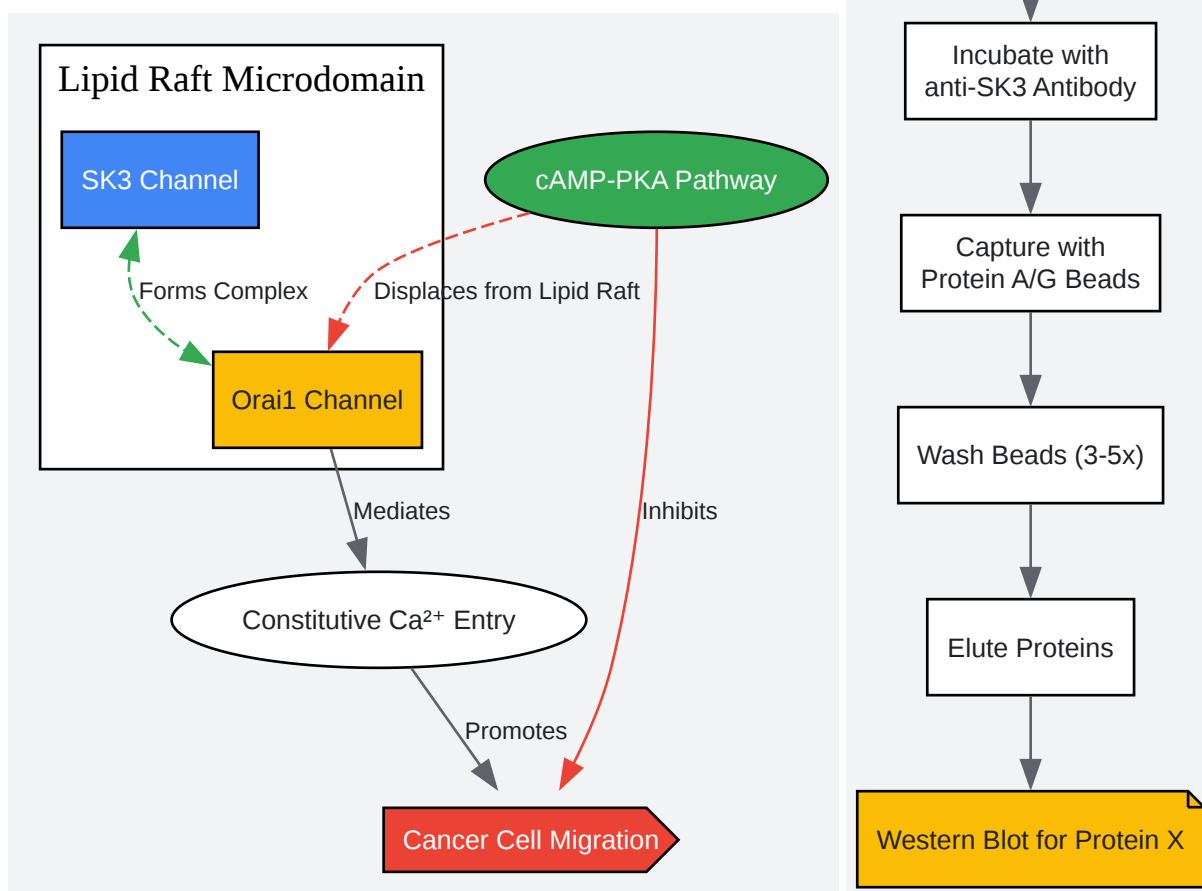 Lipid Raft Microdomain
SK3 Channel
cAMP-PKA Pathway
Forms Complex
Displaces from Lipid Raft
Orai1 Channel
Mediates
Inhibits
Constitutive Ca²⁺ Entry
Promotes
Cancer Cell Migration
Incubate with
anti-SK3 Antibody
Capture with
Protein A/G Beads
Wash Beads (3-5x)
Elute Proteins
Western Blot for Protein X